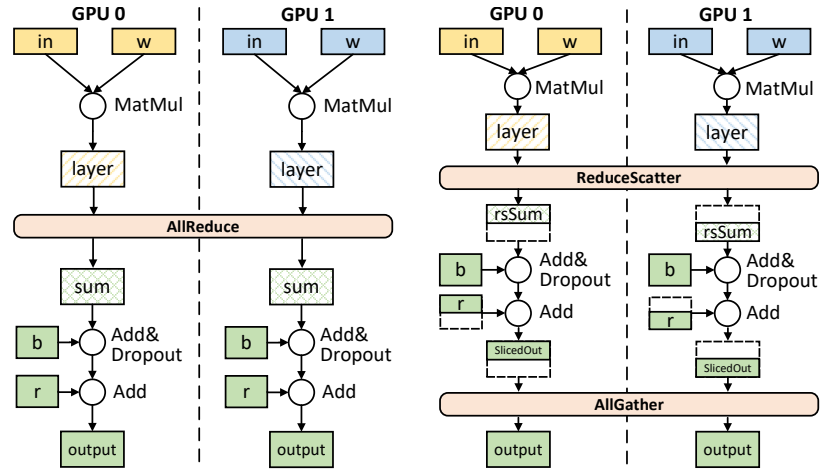 GPU 0
GPU 1
in
w
in
w
MatMul
MatMul
layer
layer
AllReduce
sum
sum
b
Add&
Dropout
b
Add&
Dropout
r
Add
r
Add
output
output
GPU 0
GPU 1
in
w
in
w
MatMul
MatMul
layer
layer
ReduceScatter
rsSum
rsSum
b
Add&
Dropout
b
Add&
Dropout
r
Add
r
Add
SlicedOut
SlicedOut
AllGather
output
output